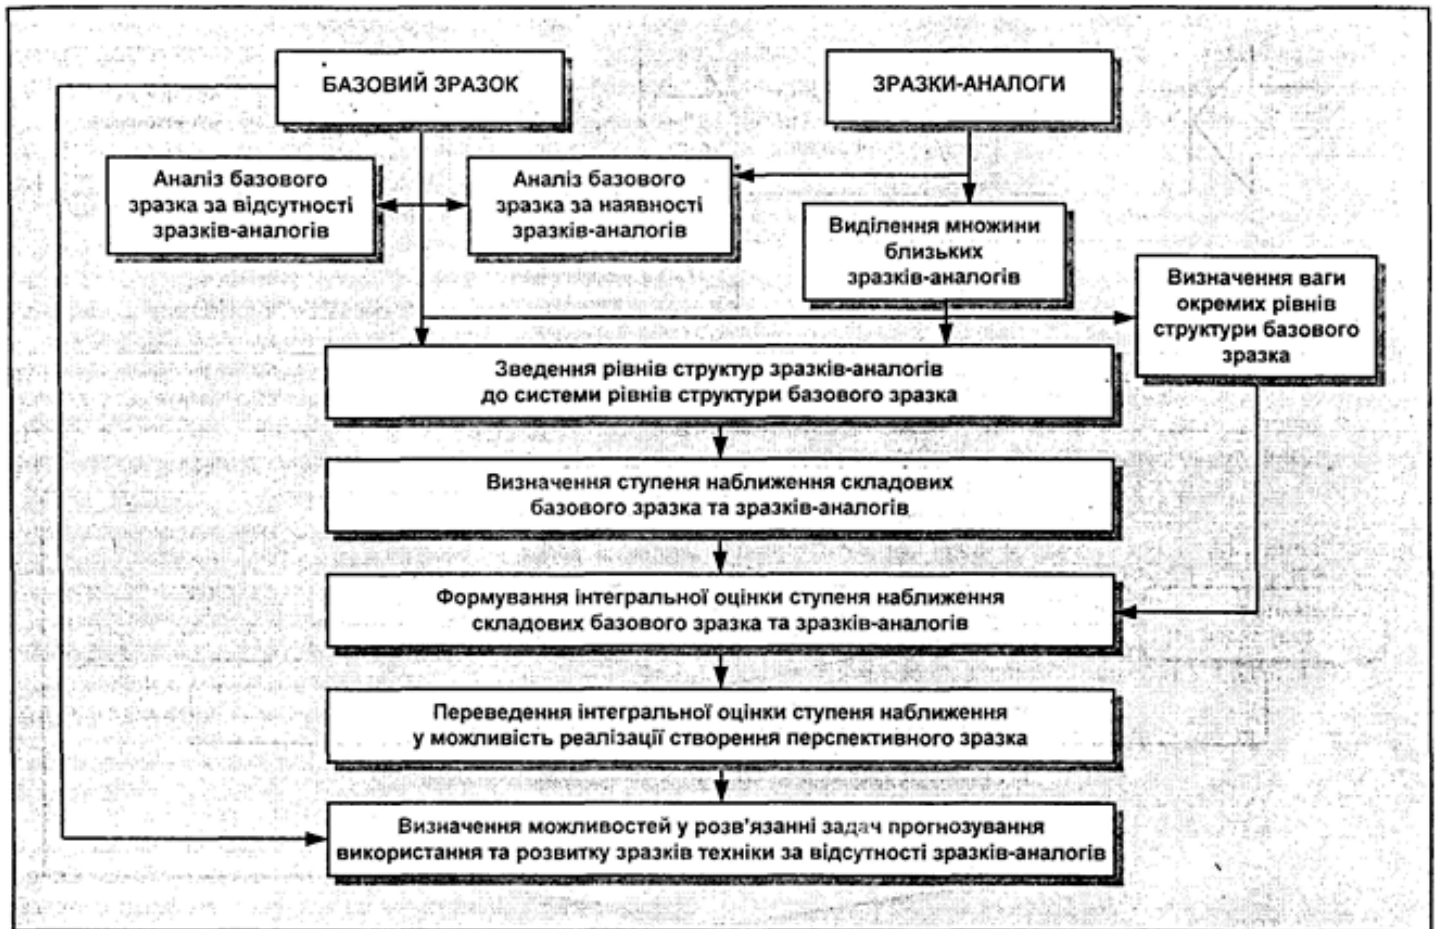 БАЗОВИЙ ЗРАЗОК
ЗРАЗКИ-АНАЛОГИ
Аналіз базового
зразка за відсутності
зразків-аналогів
Аналіз базового
зразка за наявності
зразків-аналогів
Виділення множини
близьких
зразків-аналогів
Визначення ваги
окремих рівнів
структури базового
зразка
Зведення рівнів структур зразків-аналогів
до системи рівнів структури базового зразка
Визначення ступеня наближення складових
базового зразка та зразків-аналогів
Формування інтегральної оцінки ступеня наближення
складових базового зразка та зразків-аналогів
Переведення інтегральної оцінки ступеня наближення
у можливість реалізації створення перспективного зразка
Визначення можливостей у розв'язанні задач прогнозування
використання та розвитку зразків техніки за відсутності зразків-аналогів